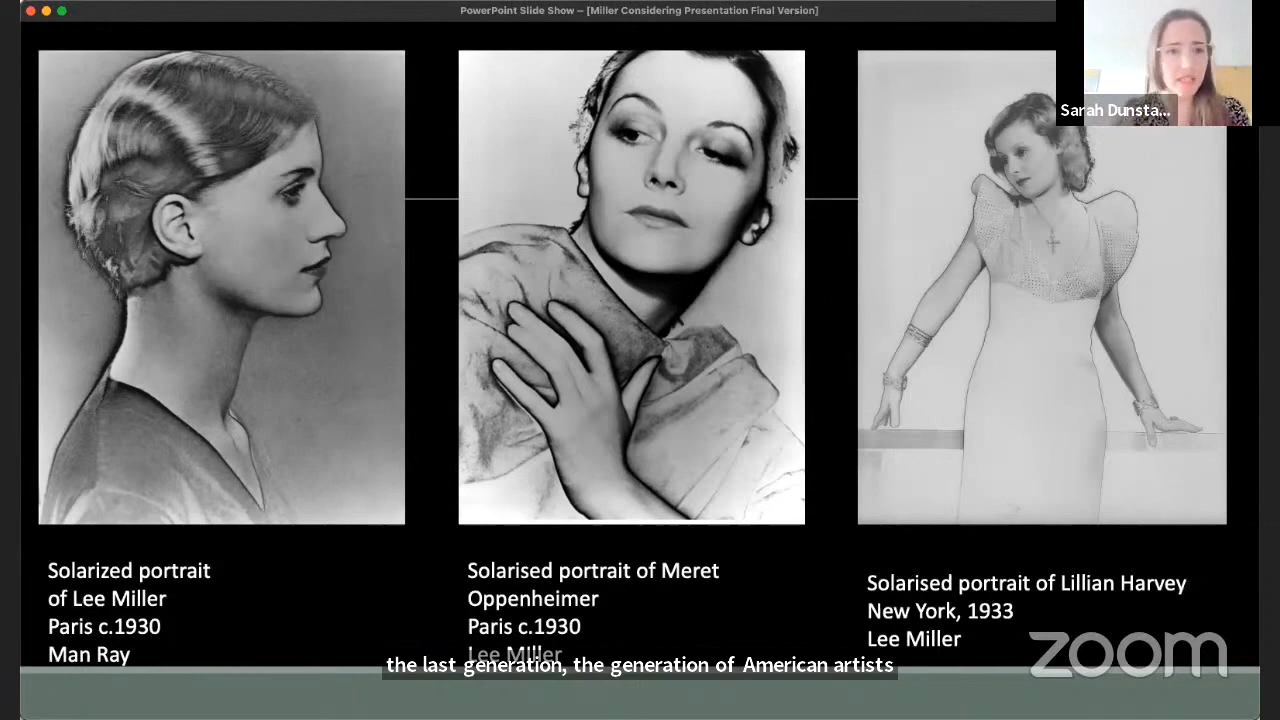 PowerPoint Slide Show – [Miller Considering Presentation Final Version]
Sarah Dunsta...
Solarized portrait
of Lee Miller
Paris c.1930
Man Ray
Solarised portrait of Meret
Oppenheimer
Paris c.1930
Lee Miller
Solarised portrait of Lillian Harvey
New York, 1933
Lee Miller
the last generation, the generation of American artists
zoom